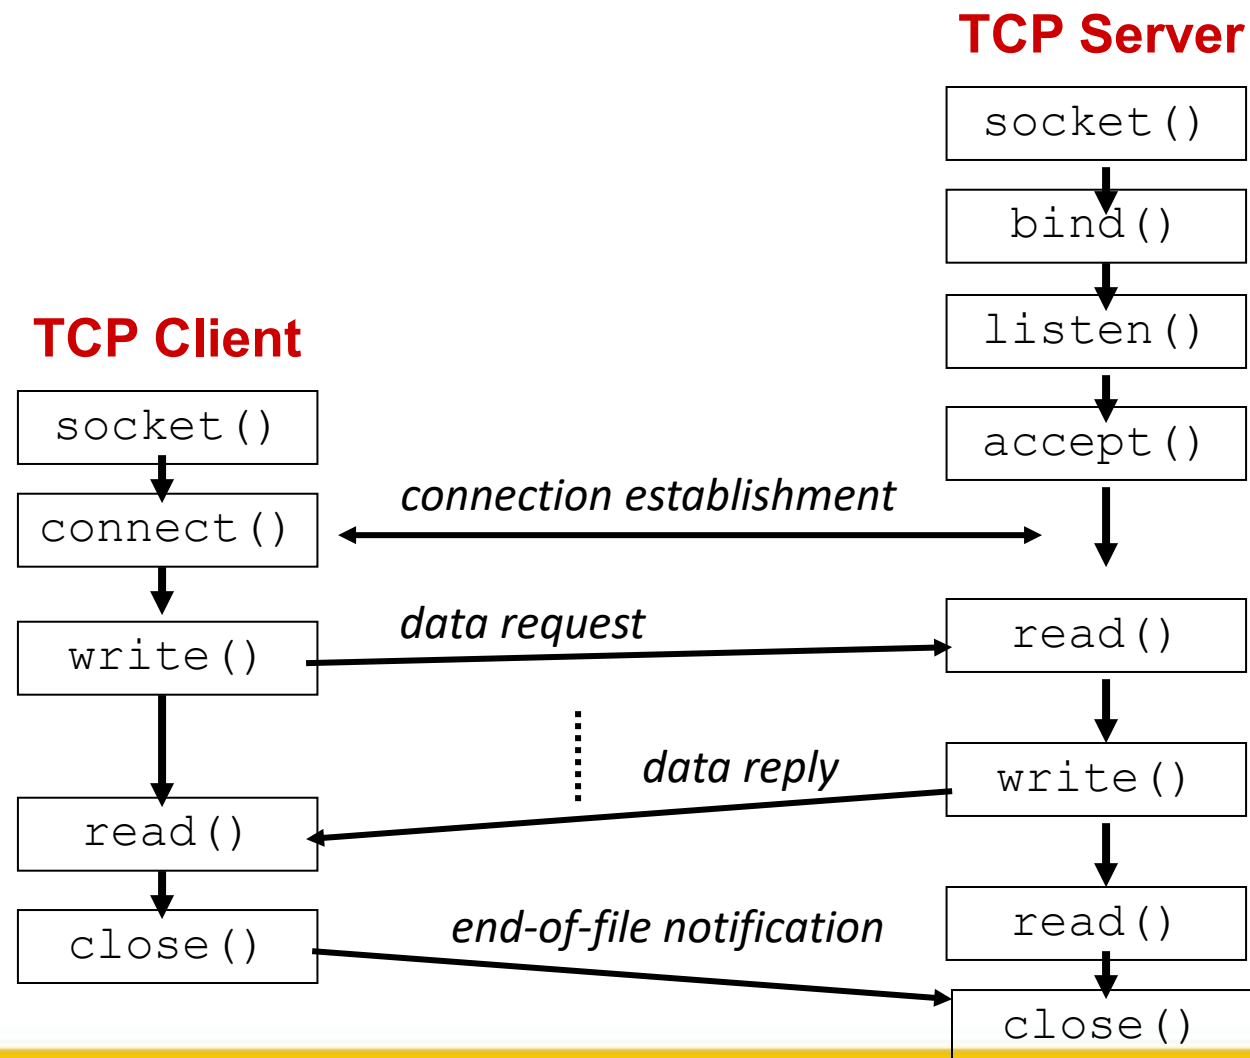 TCP Server
socket()
bind()
listen()
TCP Client
socket()
accept()
connection establishment
connect()
data request
write()
read()
data reply
write()
read()
end-of-file notification
read()
close()
close()